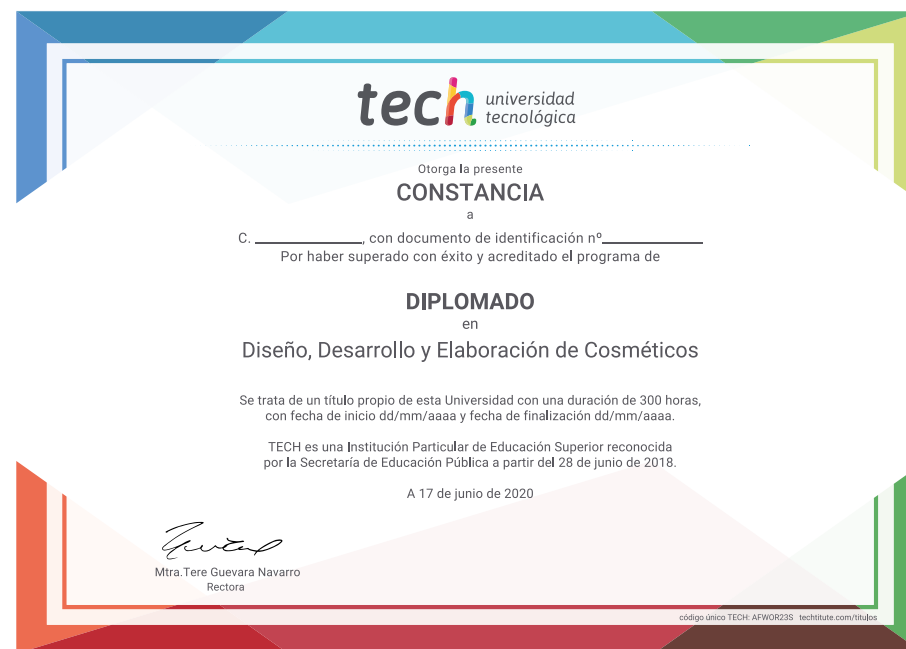 tech universidad
tecnológica
Otorga la presente
CONSTANCIA
a
C. ____________, con documento de identificación nº____________
Por haber superado con éxito y acreditado el programa de
DIPLOMADO
en
Diseño, Desarrollo y Elaboración de Cosméticos
Se trata de un título propio de esta Universidad con una duración de 300 horas,
con fecha de inicio dd/mm/aaaa y fecha de finalización dd/mm/aaaa.
TECH es una Institución Particular de Educación Superior reconocida
por la Secretaría de Educación Pública a partir del 28 de junio de 2018.
A 17 de junio de 2020
Mtra.Tere Guevara Navarro
Rectora
código único TECH: AFWOR23S techtitute.com/titulos